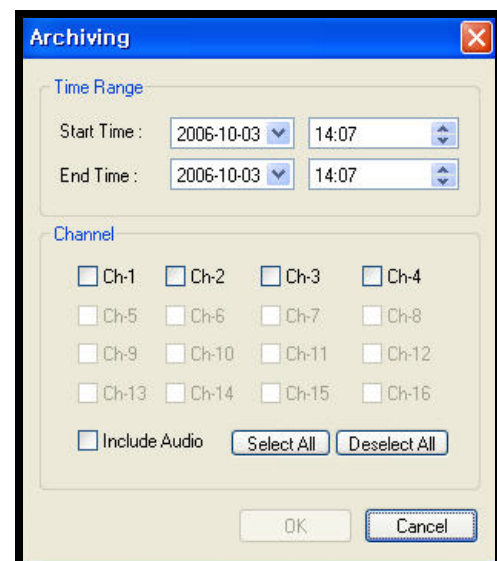 Archiving
Time Range
Start Time : 2006-10-03 14:07
End Time : 2006-10-03 14:07
Channel
Ch-1 Ch-2 Ch-3 Ch-4
Ch-5 Ch-6 Ch-7 Ch-8
Ch-9 Ch-10 Ch-11 Ch-12
Ch-13 Ch-14 Ch-15 Ch-16
Include Audio Select All Deselect All
OK Cancel